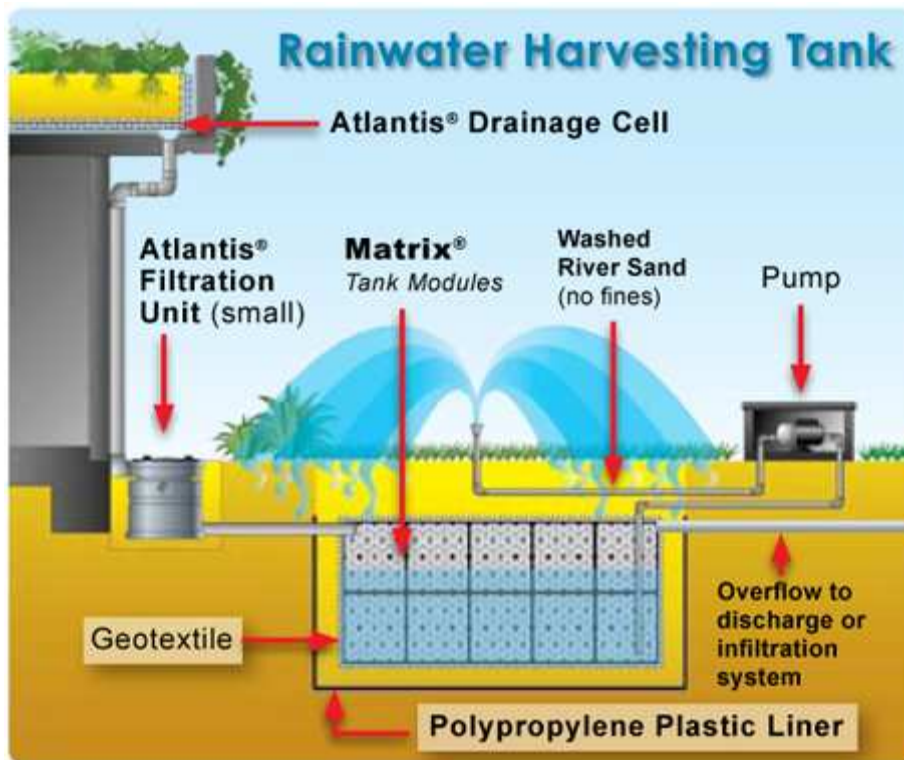 Rainwater Harvesting Tank
Atlantis® Drainage Cell
Atlantis®
Filtration
Unit (small)
Matrix®
Tank Modules
Washed
River Sand
(no fines)
Pump
Geotextile
Overflow to
discharge or
infiltration
system
Polypropylene Plastic Liner